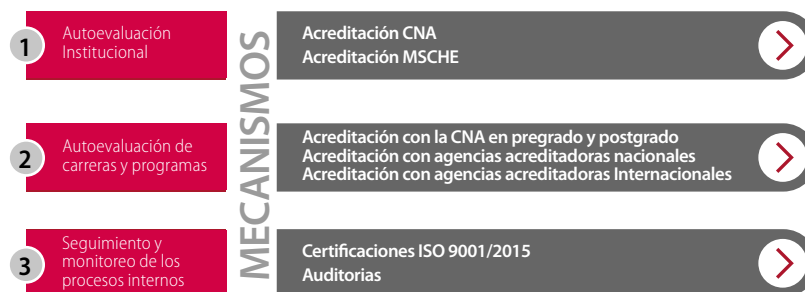 1
Autoevaluación
Institucional
MECANISMOS
Acreditación CNA
Acreditación MSCHE
2
Autoevaluación de
carreras y programas
Acreditación con la CNA en pregrado y postgrado
Acreditación con agencias acreditadoras nacionales
Acreditación con agencias acreditadoras Internacionales
3
Seguimiento y
monitoreo de los
procesos internos
Certificaciones ISO 9001/2015
Auditorias